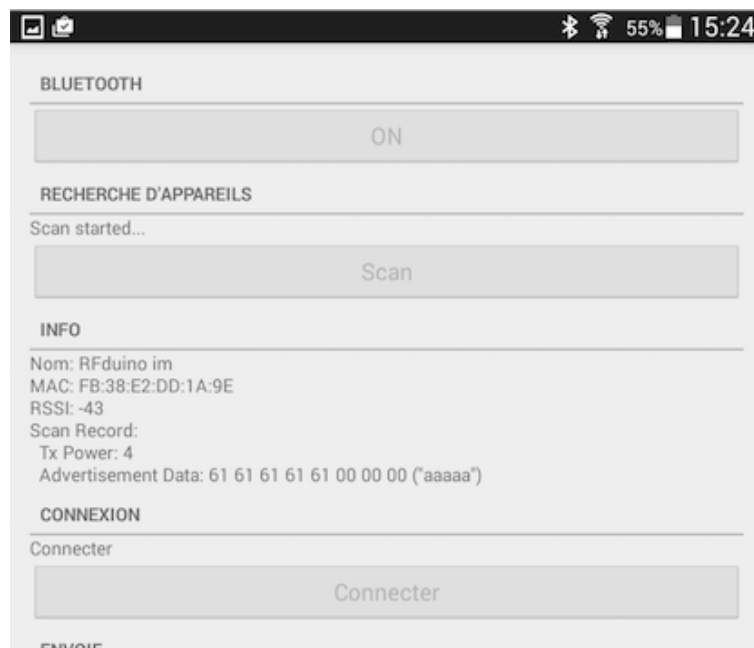 55% 15:24
BLUETOOTH
ON
RECHERCHE D'APPAREILS
Scan started...
Scan
INFO
Nom: RFduino im
MAC: FB:38:E2:DD:1A:9E
RSSI: -43
Scan Record:
Tx Power: 4
Advertisement Data: 61 61 61 61 61 00 00 00 ("aaaaa")
CONNEXION
Connecter
Connecter
ENVOIE